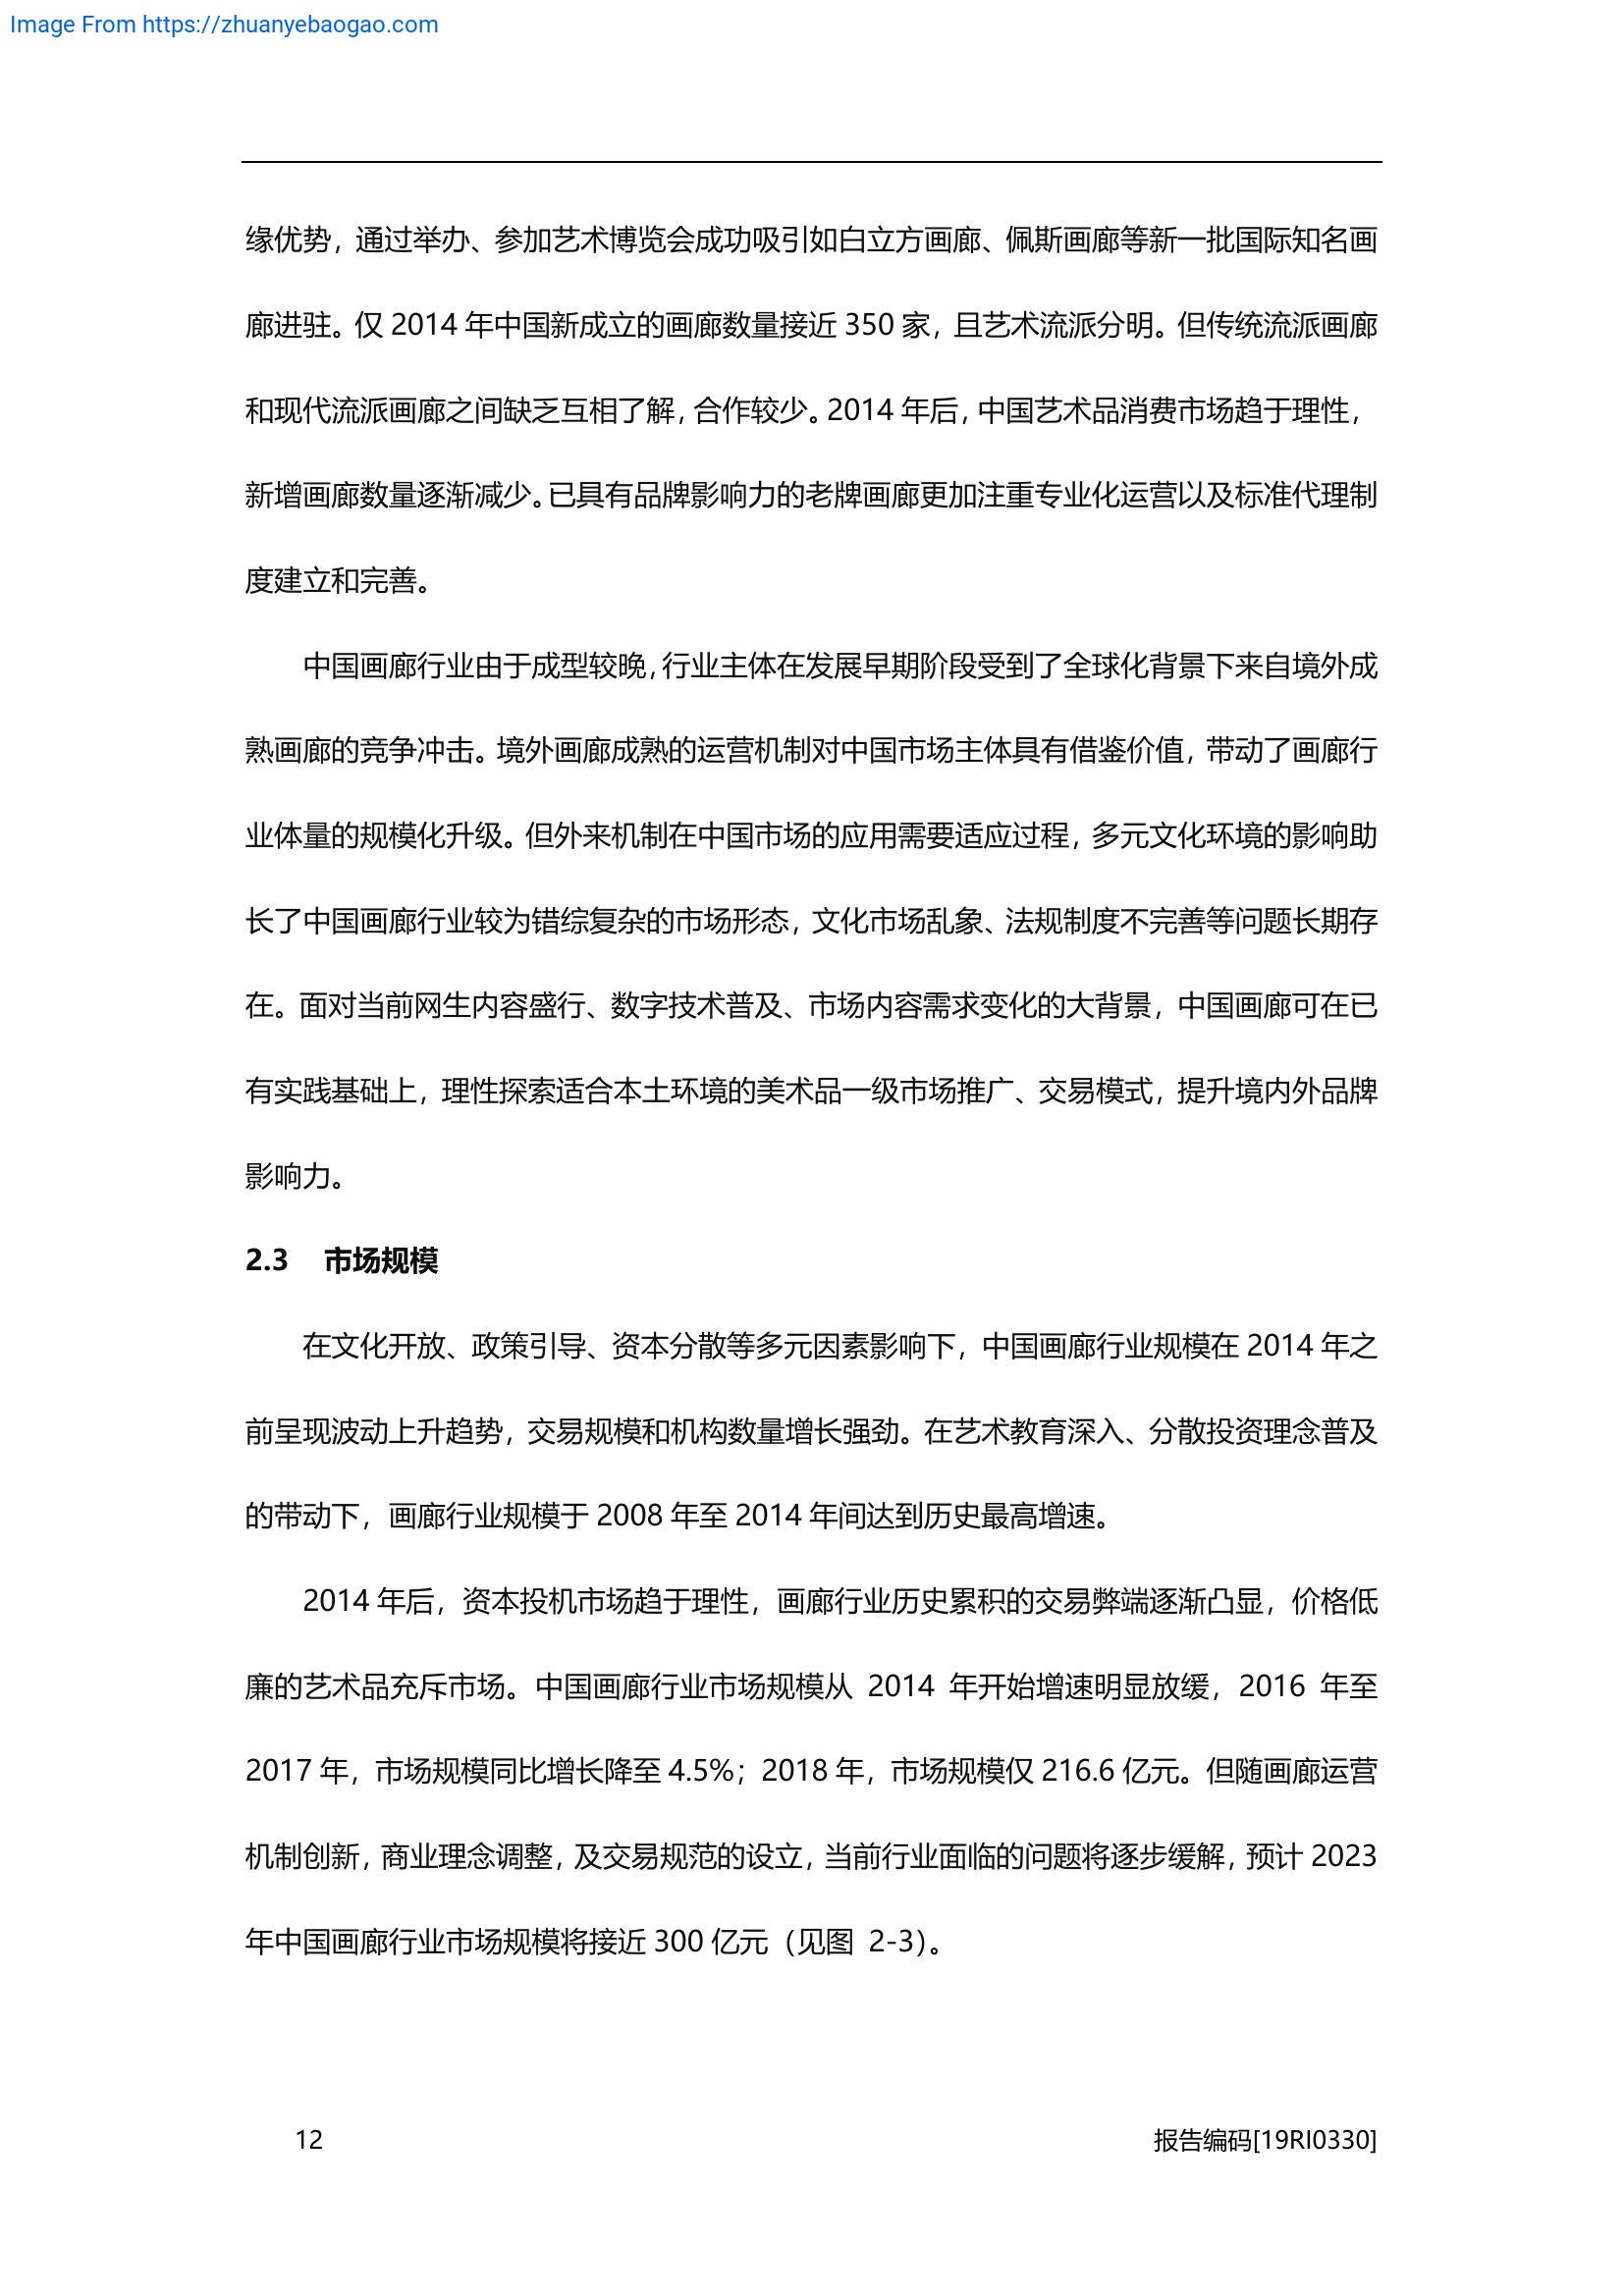 Image From https://zhuanyebaogao.com
缘优势，通过举办、参加艺术博览会成功吸引如白立方画廊、佩斯画廊等新一批国际知名画
廊进驻。仅 2014 年中国新成立的画廊数量接近 350 家，且艺术流派分明。但传统流派画廊
和现代流派画廊之间缺乏互相了解，合作较少。2014 年后，中国艺术品消费市场趋于理性，
新增画廊数量逐渐减少。已具有品牌影响力的老牌画廊更加注重专业化运营以及标准代理制
度建立和完善。
中国画廊行业由于成型较晚，行业主体在发展早期阶段受到了全球化背景下来自境外成
熟画廊的竞争冲击。境外画廊成熟的运营机制对中国市场主体具有借鉴价值，带动了画廊行
业体量的规模化升级。但外来机制在中国市场的应用需要适应过程，多元文化环境的影响助
长了中国画廊行业较为错综复杂的市场形态，文化市场乱象、法规制度不完善等问题长期存
在。面对当前网生内容盛行、数字技术普及、市场内容需求变化的大背景，中国画廊可在已
有实践基础上，理性探索适合本土环境的美术品一级市场推广、交易模式，提升境内外品牌
影响力。
2.3 市场规模
在文化开放、政策引导、资本分散等多元因素影响下，中国画廊行业规模在 2014 年之
前呈现波动上升趋势，交易规模和机构数量增长强劲。在艺术教育深入、分散投资理念普及
的带动下，画廊行业规模于 2008 年至 2014 年间达到历史最高增速。
2014 年后，资本投机市场趋于理性，画廊行业历史累积的交易弊端逐渐凸显，价格低
廉的艺术品充斥市场。中国画廊行业市场规模从 2014 年开始增速明显放缓，2016 年至
2017 年，市场规模同比增长降至 4.5%；2018 年，市场规模仅 216.6 亿元。但随画廊运营
机制创新，商业理念调整，及交易规范的设立，当前行业面临的问题将逐步缓解，预计 2023
年中国画廊行业市场规模将接近 300 亿元（见图 2-3）。
12 报告编码[19RI0330]